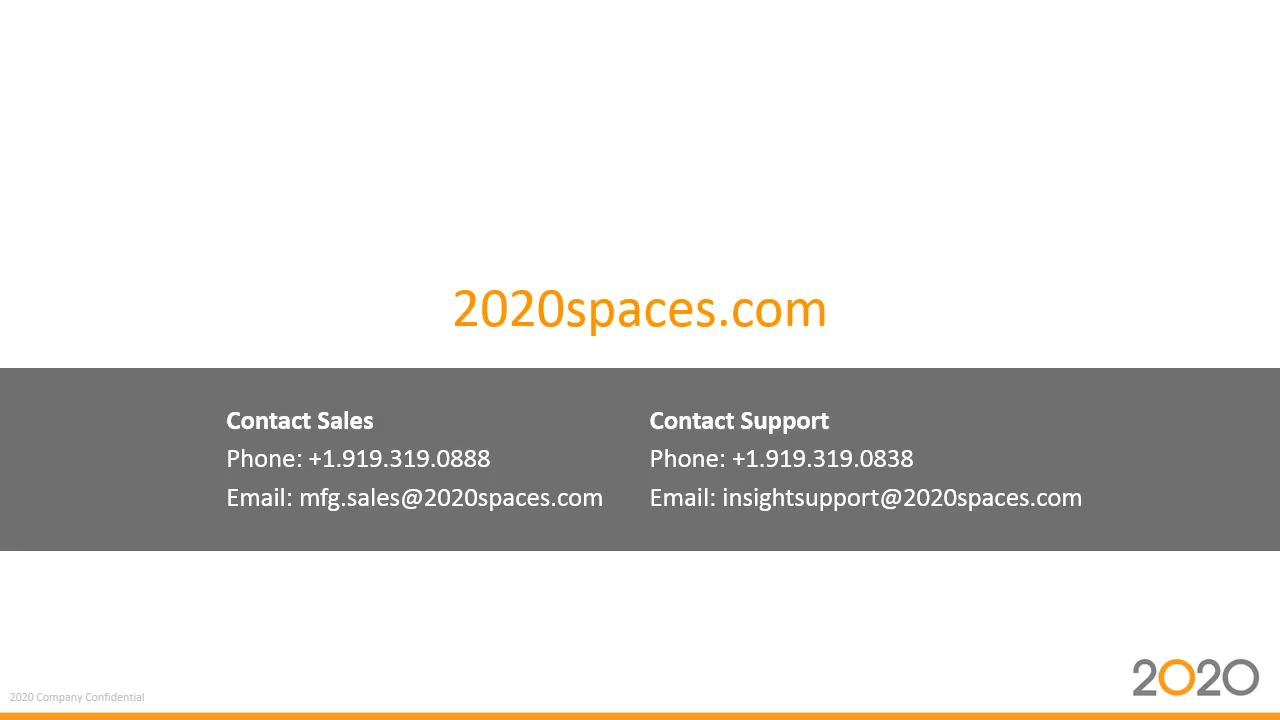 2020spaces.com
Contact Sales
Phone: +1.919.319.0888
Email: mfg.sales@2020spaces.com
Contact Support
Phone: +1.919.319.0838
Email: insightsupport@2020spaces.com
2020 Company Confidential
2020